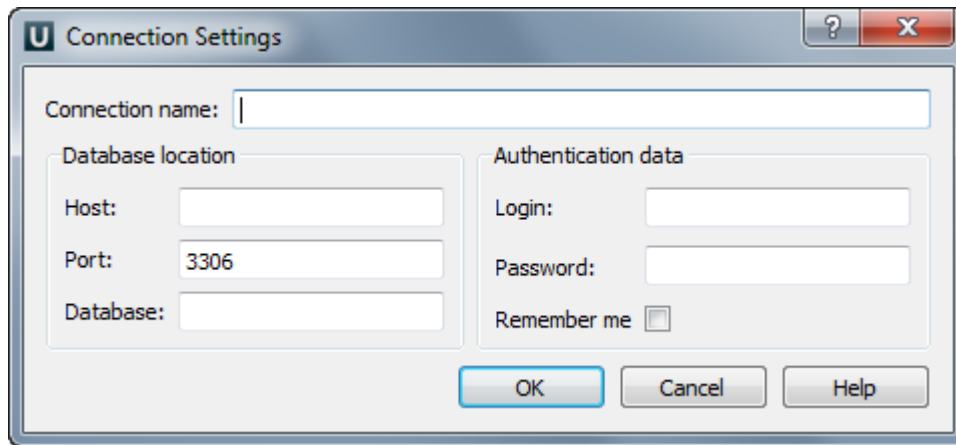 U Connection Settings
Connection name:
Database location
Host:
Port: 3306
Database:
Authentication data
Login:
Password:
Remember me
OK Cancel Help